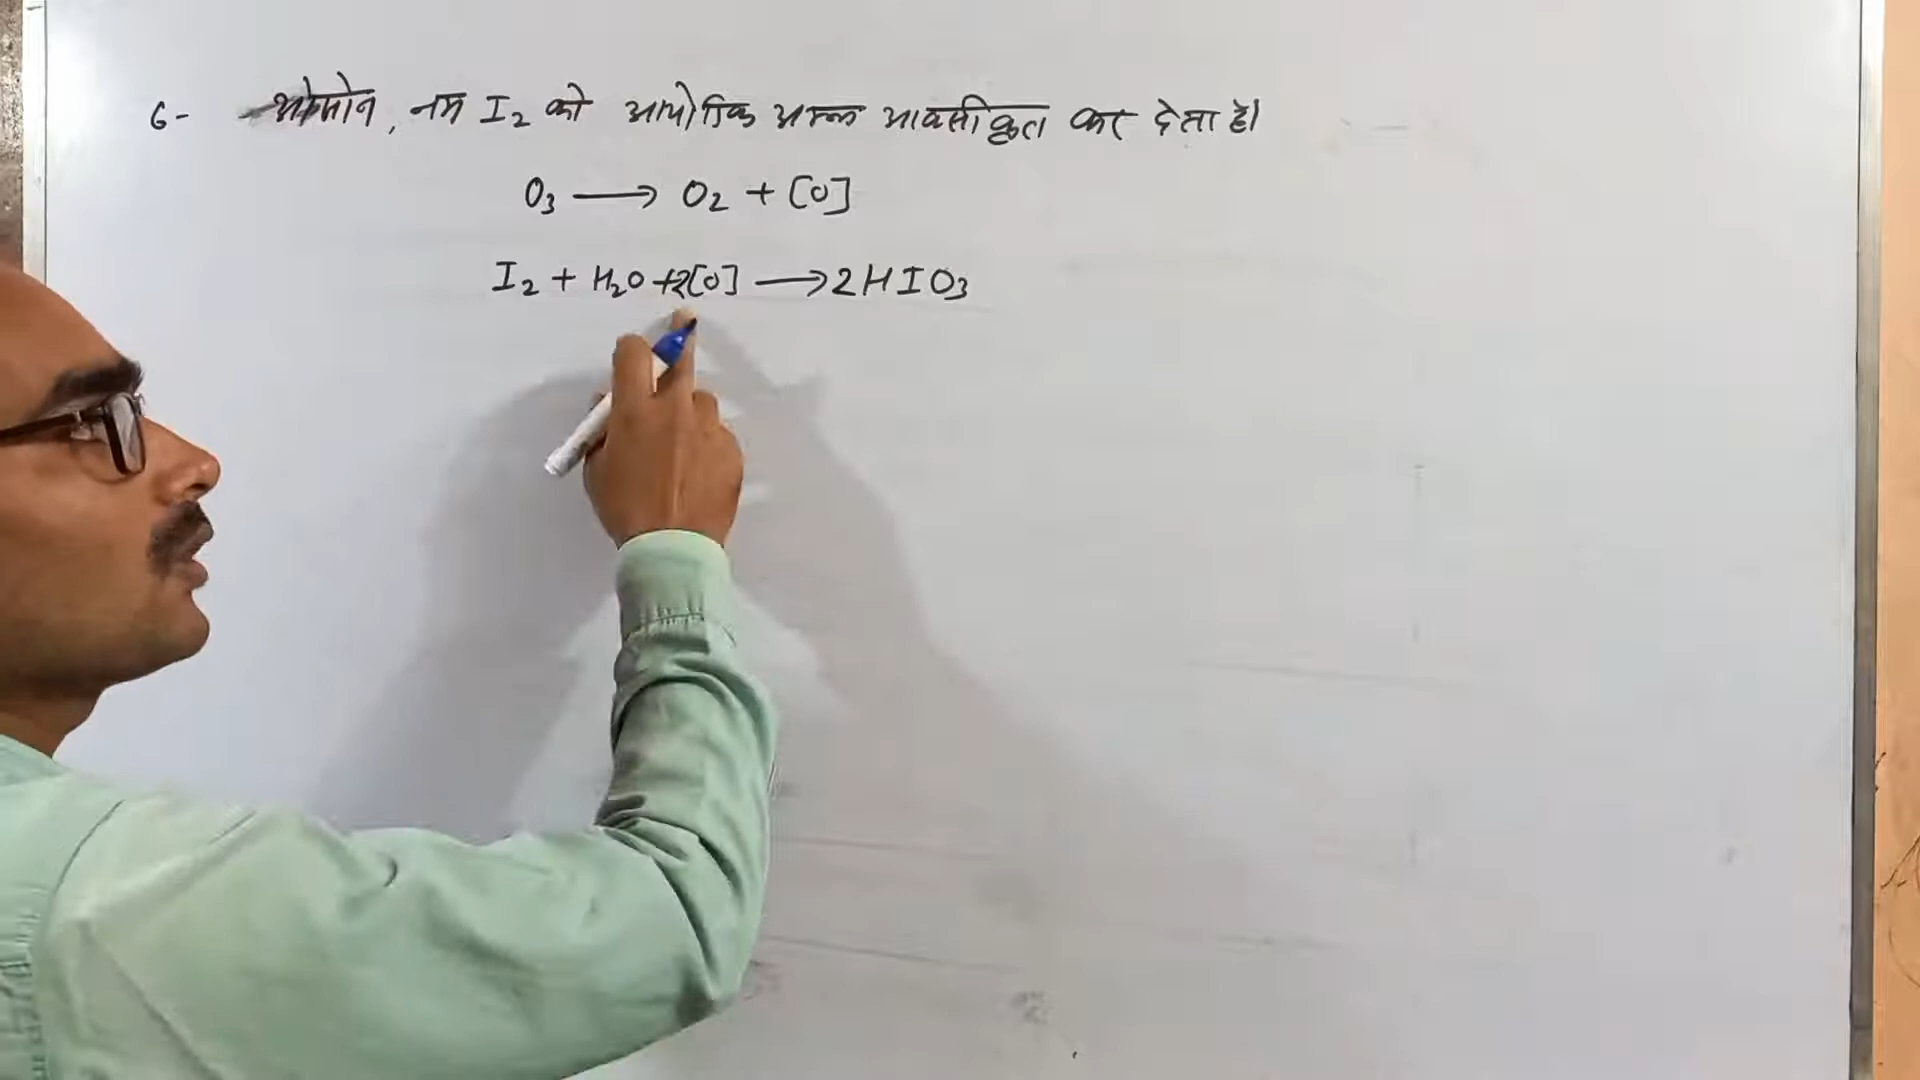 6- ओजोन, नम I₂ को आयोडिक अम्ल आक्सीकृत कर देता है।
O₃ ⟶ O₂ + [O]
I₂ + H₂O + 2[O] ⟶ 2HIO₃